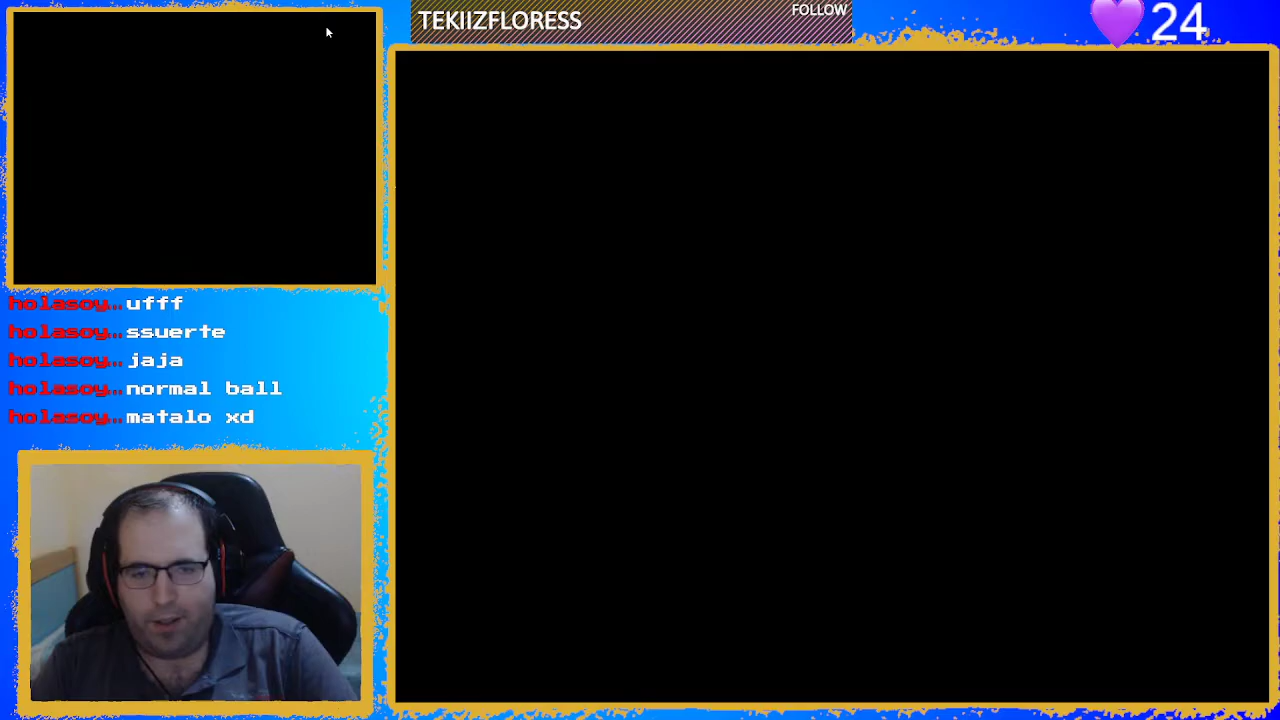 TEKIIZFLORESS
FOLLOW
24
holasoy..ufff
holasoy..ssuerte
holasoy..jaja
holasoy..normal ball
holasoy..matalo xd